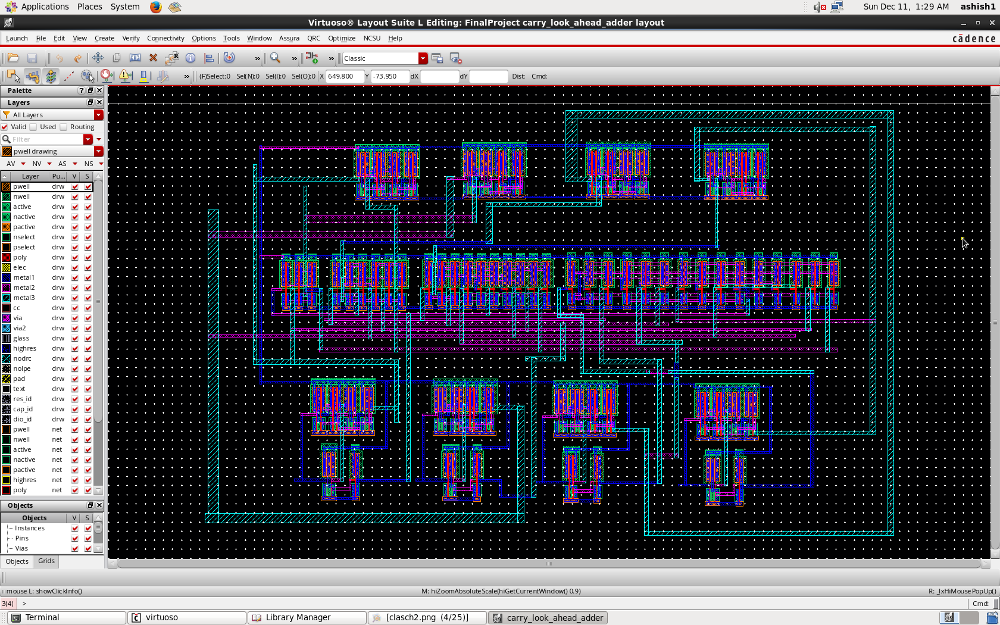 Applications Places System
Sun Dec 11, 1:29 AM ashish1
Virtuoso® Layout Suite L Editing: FinalProject carry_look_ahead_adder layout
Launch File Edit View Create Verify Connectivity Options Tools Window Assura QRC Optimize NCSU Help
cādence
» » » Classic
» (F)Select:0 Sel(N):0 Sel(I):0 Sel(O):0 X 649.800 Y -73.950 dX dY Dist: Cmd:
Palette
Layers
All Layers
Valid Used Routing
Filter
pwell drawing
AV NV AS NS
Layer Pu... V S
pwell drw
nwell drw
active drw
nactive drw
pactive drw
nselect drw
pselect drw
poly drw
elec drw
metal1 drw
metal2 drw
metal3 drw
cc drw
via drw
via2 drw
glass drw
highres drw
nodrc drw
nolpe drw
pad drw
text drw
res_id drw
cap_id drw
dio_id drw
pwell net
nwell net
active net
nactive net
pactive net
highres net
poly net
Objects
Objects V S
Instances
Pins
Vias
Objects Grids
mouse L: showClickInfo() M: hiZoomAbsoluteScale(hiGetCurrentWindow() 0.9) R: _lxHiMousePopUp()
3(4) > Cmd:
Terminal virtuoso Library Manager [clasch2.png (4/25)] carry_look_ahead_adder